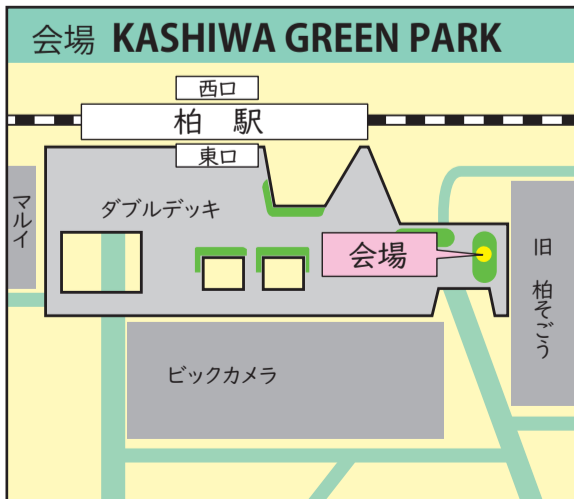 会場 KASHIWA GREEN PARK
西口
柏 駅
東口
マルイ
ダブルデッキ
会場
旧 柏そごう
ビックカメラ